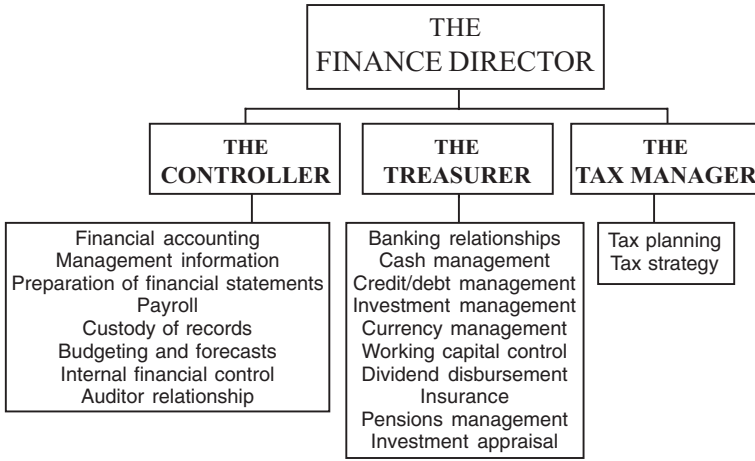 THE
FINANCE DIRECTOR
THE
CONTROLLER
Financial accounting
Management information
Preparation of financial statements
Payroll
Custody of records
Budgeting and forecasts
Internal financial control
Auditor relationship
THE
TREASURER
Banking relationships
Cash management
Credit/debt management
Investment management
Currency management
Working capital control
Dividend disbursement
Insurance
Pensions management
Investment appraisal
THE
TAX MANAGER
Tax planning
Tax strategy